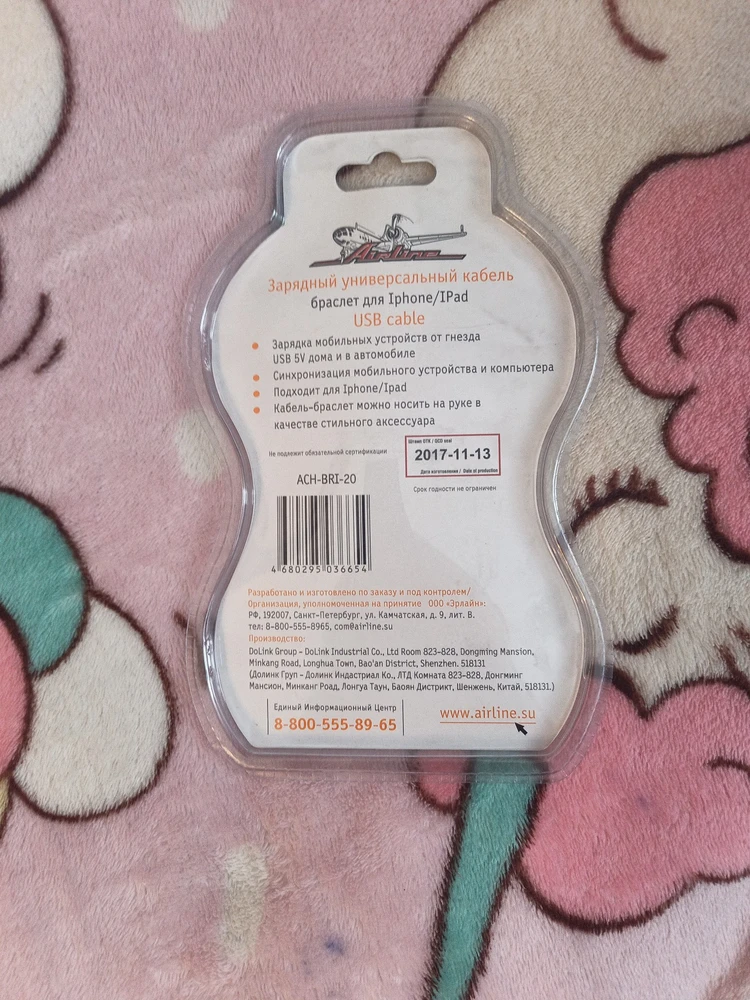 Airline
Зарядный универсальный кабель
браслет для Iphone/IPad
USB cable
• Зарядка мобильных устройств от гнезда
USB 5V дома и в автомобиле
• Синхронизация мобильного устройства и компьютера
• Подходит для Iphone/Ipad
• Кабель-браслет можно носить на руке в
качестве стильного аксессуара
Не подлежит обязательной сертификации
Штамп ОТК / QCD seal
2017-11-13
Дата изготовления / Date of production
Срок годности не ограничен
ACH-BRI-20
4 680295 036654
Разработано и изготовлено по заказу и под контролем/
Организация, уполномоченная на принятие ООО «Эрлайн»:
РФ, 192007, Санкт-Петербург, ул. Камчатская, д. 9, лит. В.
тел: 8-800-555-8965, com@airline.su
Производство:
DoLink Group - DoLink Industrial Co., Ltd Room 823-828, Dongming Mansion,
Minkang Road, Longhua Town, Bao'an District, Shenzhen. 518131
(Долинк Груп - Долинк Индастриал Ко., ЛТД Комната 823-828, Донгминг
Мансион, Минканг Роад, Лонгуа Таун, Баоян Дистрикт, Шенжень, Китай, 518131.)
Единый Информационный Центр
8-800-555-89-65
www.airline.su